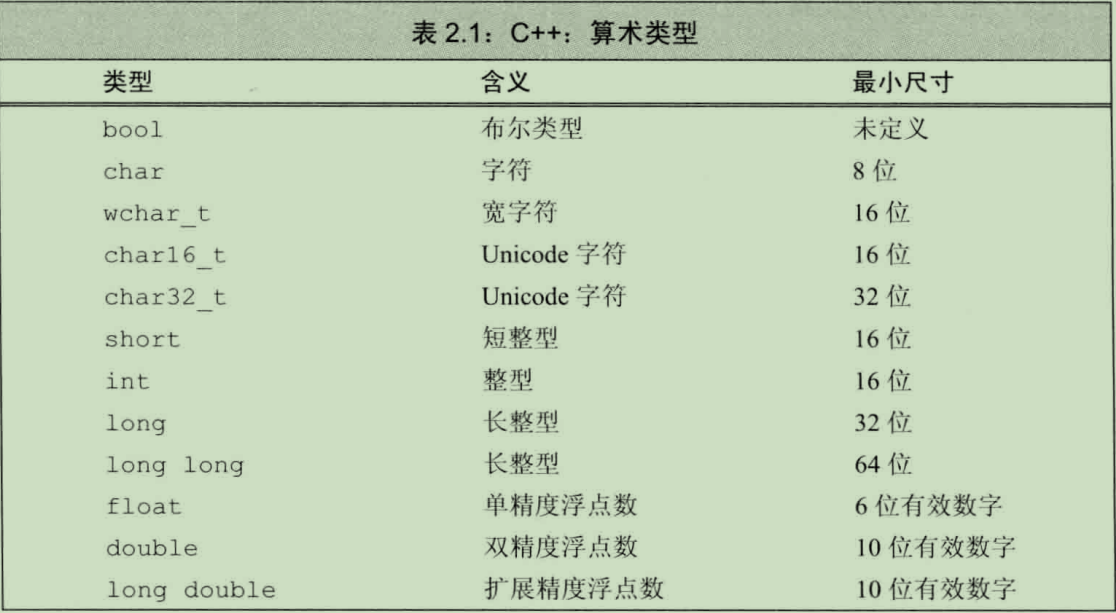 表 2.1：C++：算术类型
类型 含义 最小尺寸
bool 布尔类型 未定义
char 字符 8 位
wchar_t 宽字符 16 位
char16_t Unicode 字符 16 位
char32_t Unicode 字符 32 位
short 短整型 16 位
int 整型 16 位
long 长整型 32 位
long long 长整型 64 位
float 单精度浮点数 6 位有效数字
double 双精度浮点数 10 位有效数字
long double 扩展精度浮点数 10 位有效数字